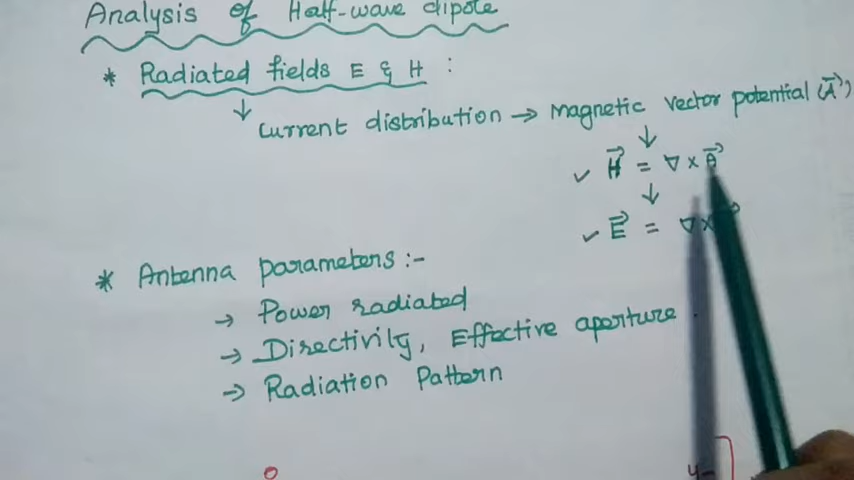 Analysis of Half-wave dipole
* Radiated fields E & H :
↓ current distribution → Magnetic vector potential (A⃗)
↓
✓ H⃗ = ∇ × A⃗
↓
✓ E⃗ = ∇ ×
* Antenna parameters :-
→ Power radiated
→ Directivity, Effective aperture
→ Radiation Pattern